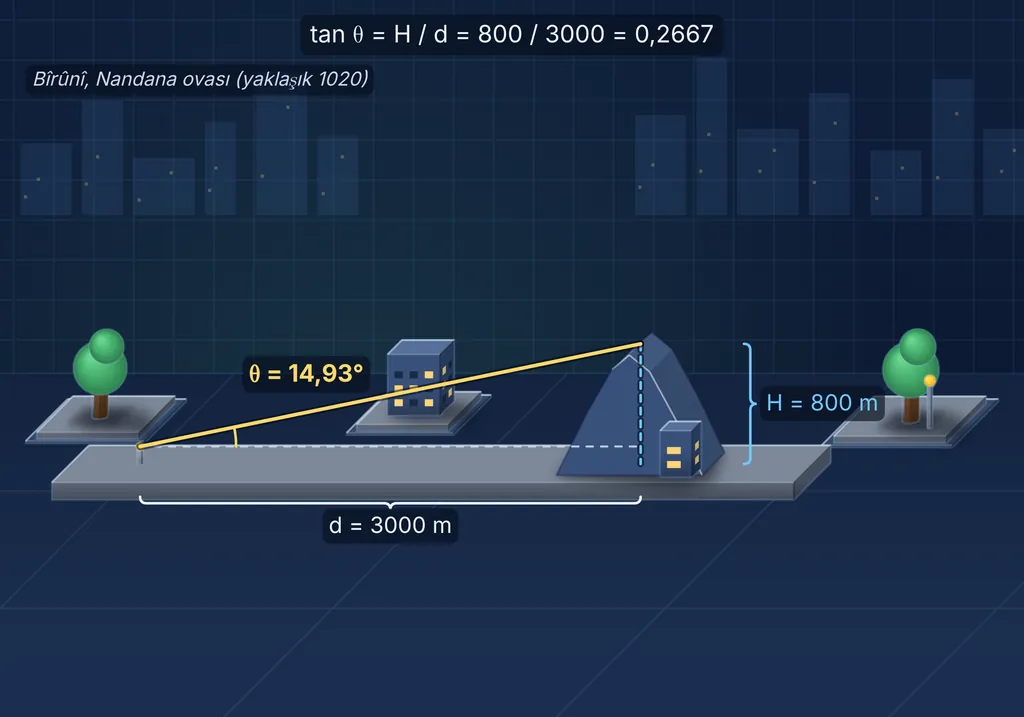 tan θ = H / d = 800 / 3000 = 0,2667
Bîrûnî, Nandana ovası (yaklaşık 1020)
θ = 14,93°
H = 800 m
d = 3000 m